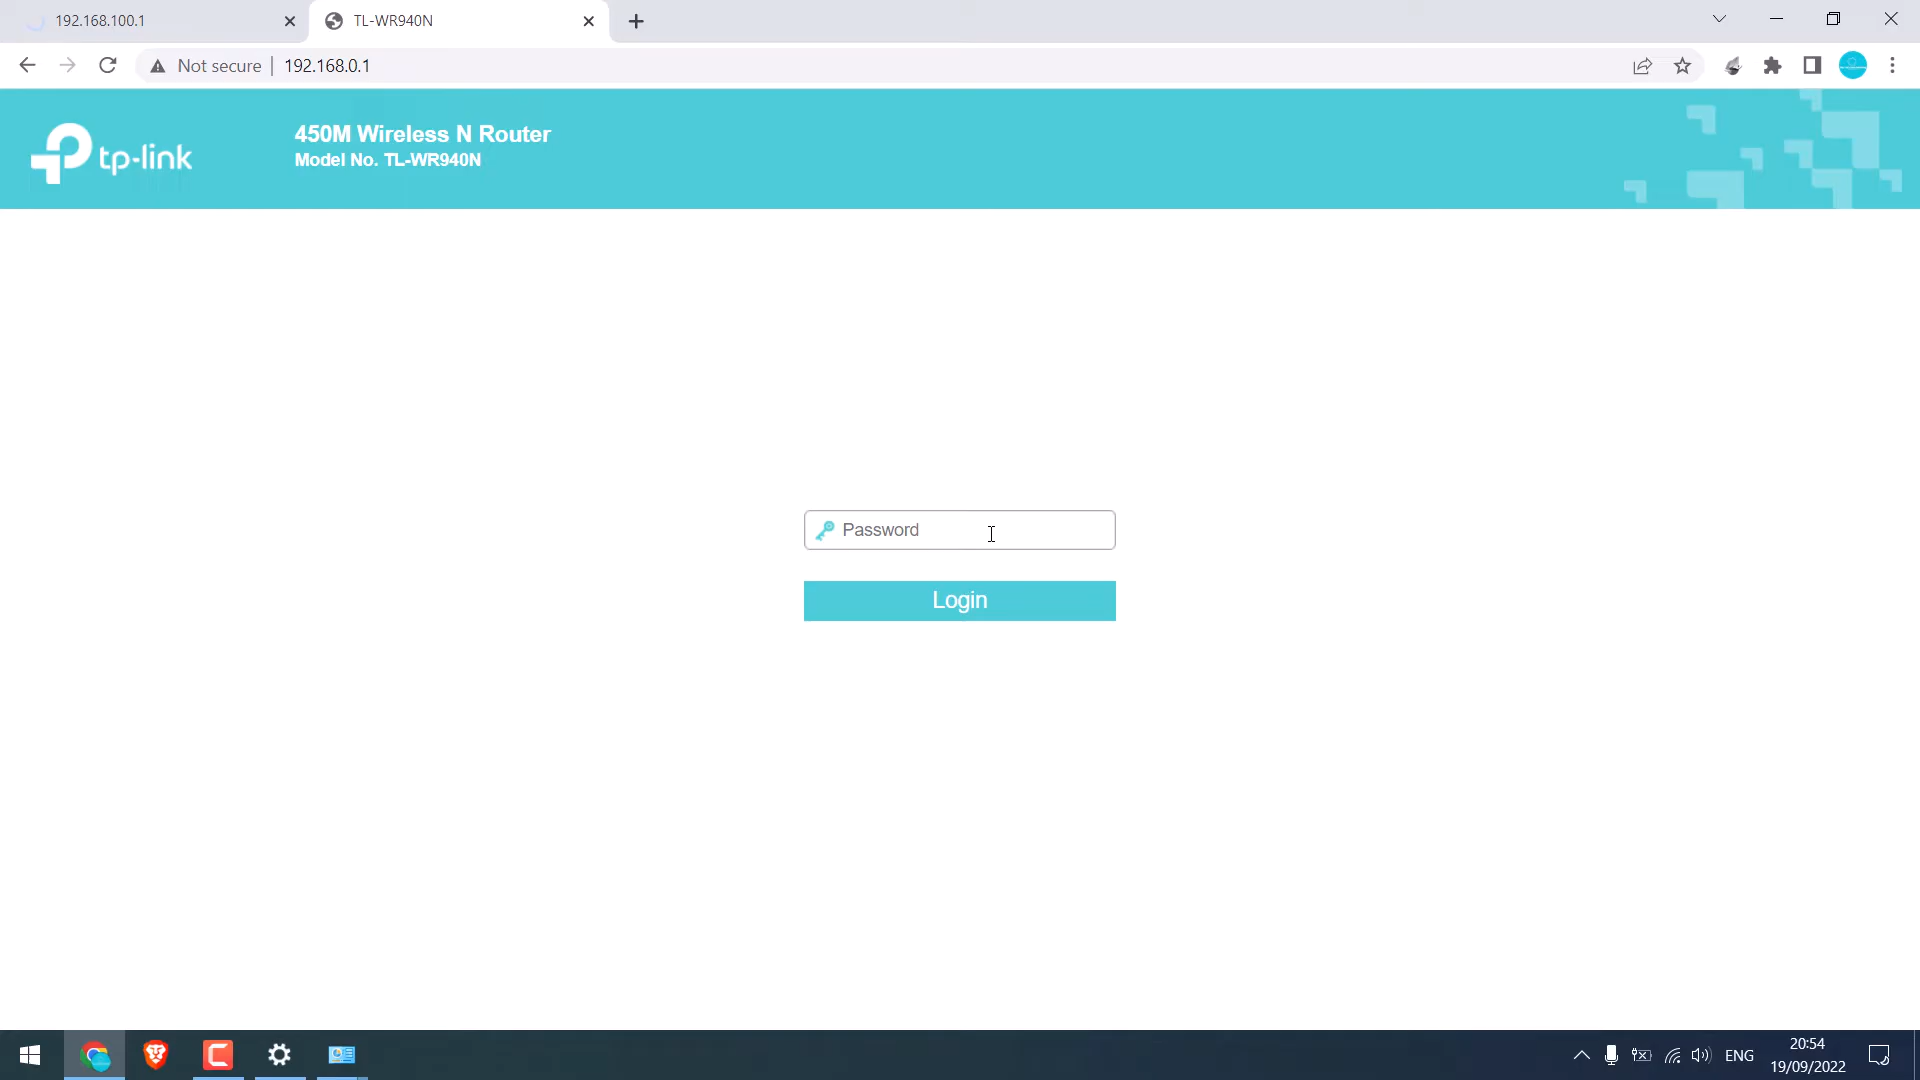 192.168.100.1
TL-WR940N
Not secure
192.168.0.1
tp-link
450M Wireless N Router
Model No. TL-WR940N
Password
Login
ENG
20:54
19/09/2022